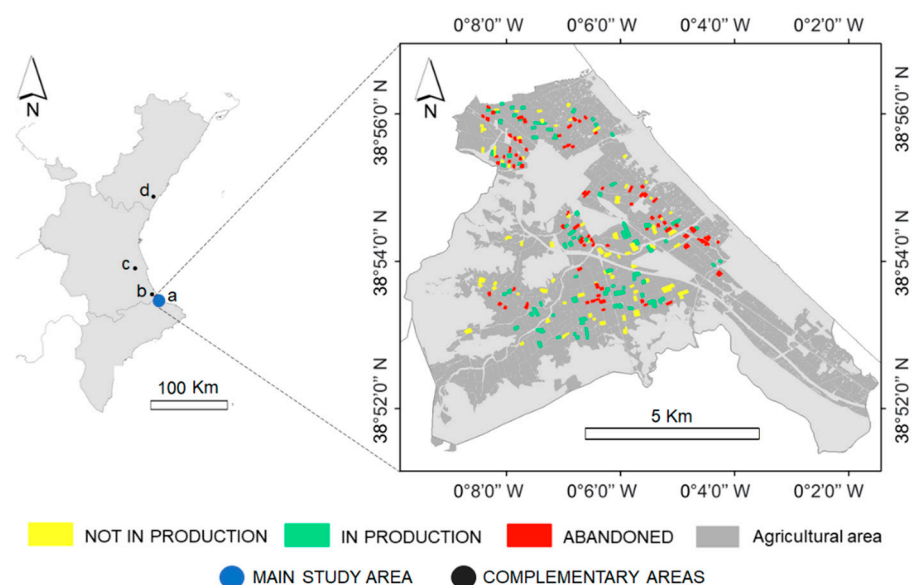 0°8'0" W 0°6'0" W 0°4'0" W 0°2'0" W
N
N
38°56'0" N
38°56'0" N
d
c
b
a
38°54'0" N
38°54'0" N
100 Km
5 Km
38°52'0" N
38°52'0" N
0°8'0" W 0°6'0" W 0°4'0" W 0°2'0" W
NOT IN PRODUCTION IN PRODUCTION ABANDONED Agricultural area
MAIN STUDY AREA COMPLEMENTARY AREAS